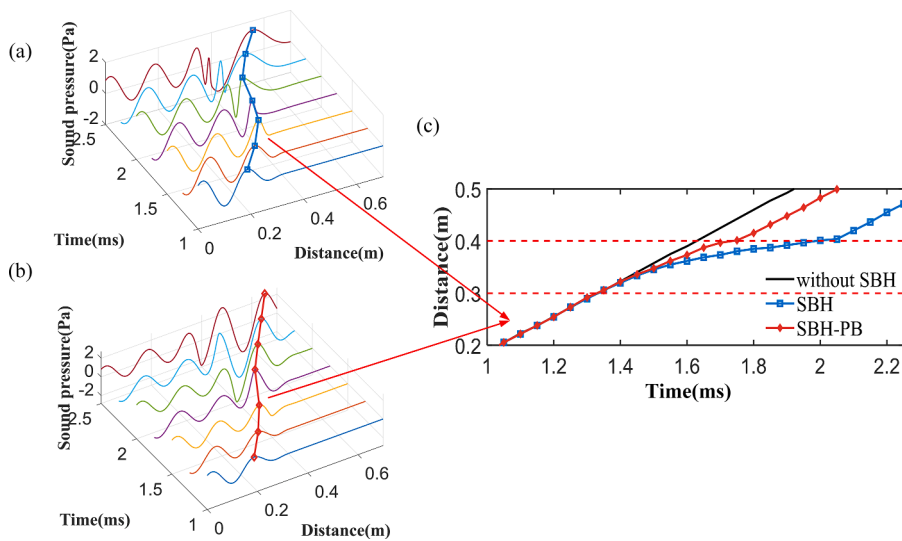 (a)
Sound pressure(Pa)
2
0
-2
2.5
2
1.5
1
Time(ms)
0
0.2
0.4
0.6
Distance(m)
(b)
Sound pressure(Pa)
2
0
-2
2.5
2
1.5
1
Time(ms)
0
0.2
0.4
0.6
Distance(m)
(c)
Distance(m)
0.5
0.4
0.3
0.2
without SBH
SBH
SBH-PB
1
1.2
1.4
1.6
1.8
2
2.2
Time(ms)